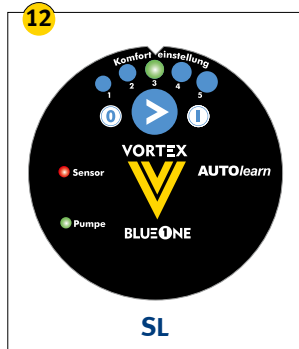 12
Komfort einstellung
1 2 3 4 5
0 > I
VORTEX
Sensor
AUTOlearn
Pumpe
BLUE1ONE
SL